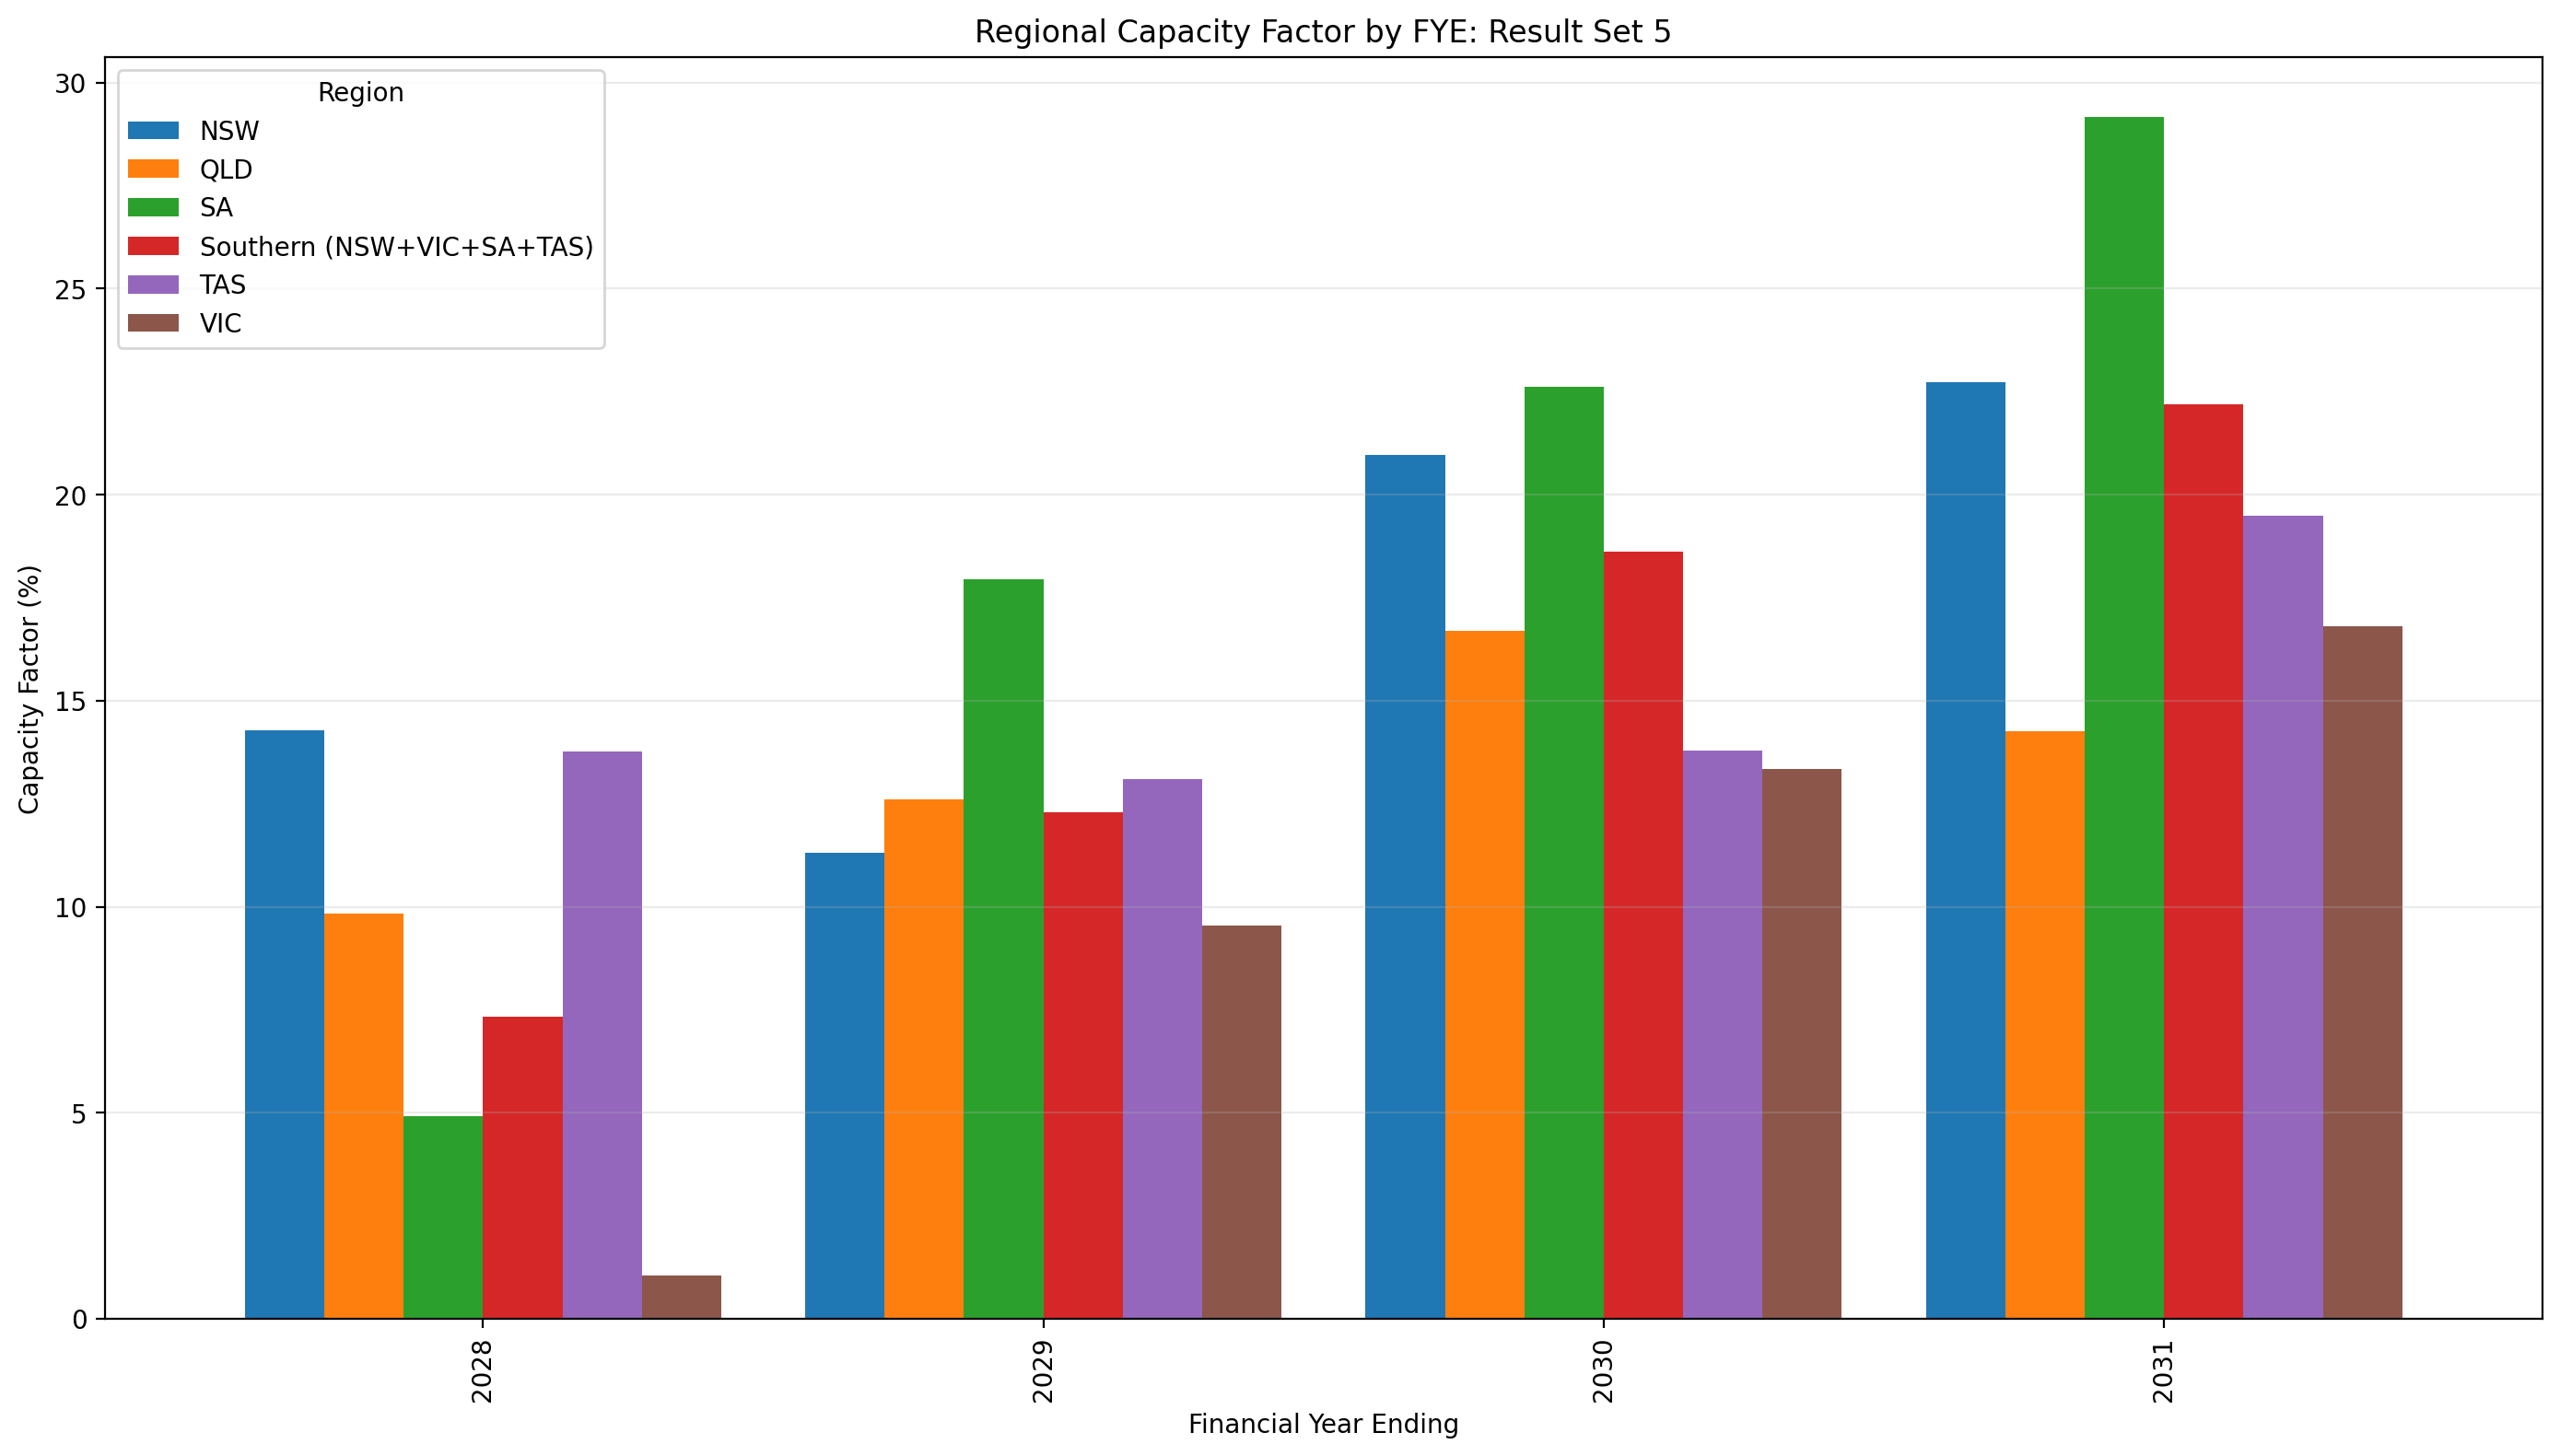 Regional Capacity Factor by FYE: Result Set 5
Region
NSW
QLD
SA
Southern (NSW+VIC+SA+TAS)
TAS
VIC
Capacity Factor (%)
30
25
20
15
10
5
0
2028
2029
2030
2031
Financial Year Ending